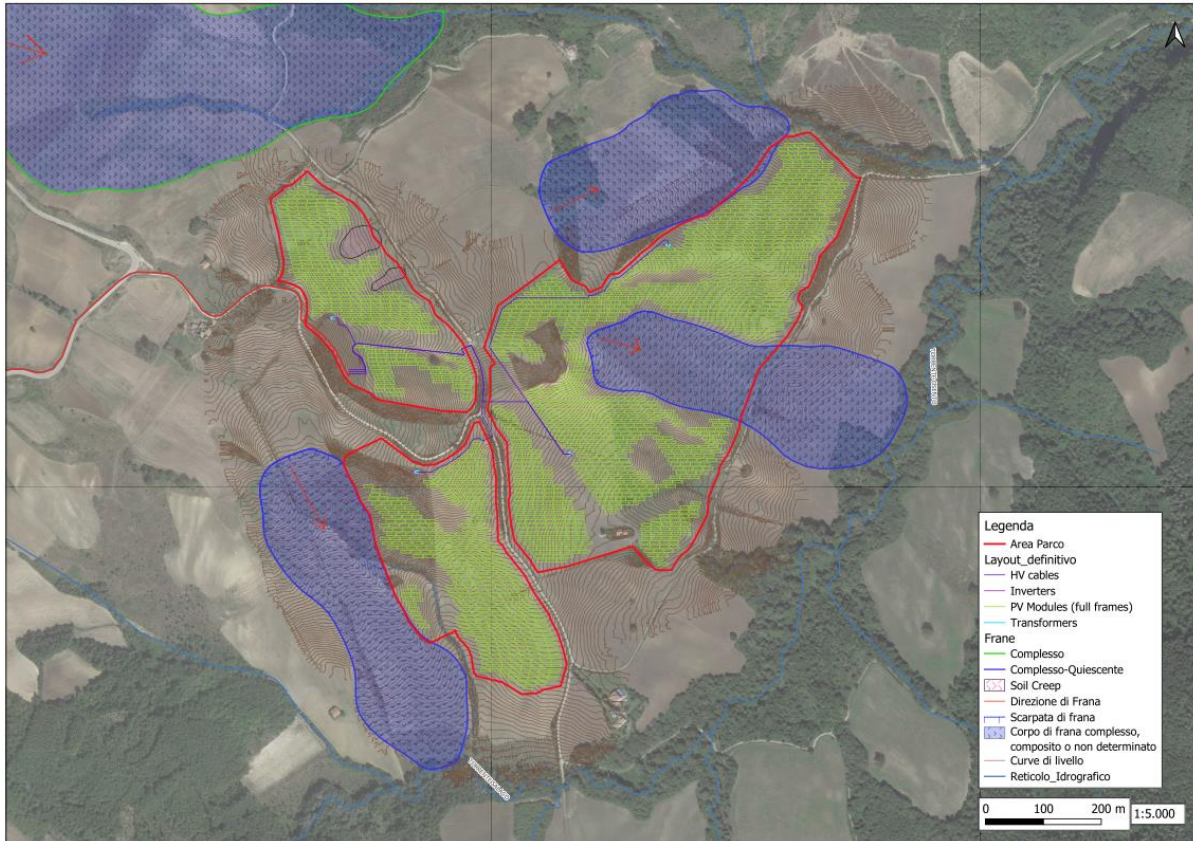 Legenda
Area Parco
Layout_definitivo
HV cables
Inverters
PV Modules (full frames)
Transformers
Frane
Complesso
Complesso-Quiescente
Soil Creep
Direzione di Frana
Scarpata di frana
Corpo di frana complesso,
composito o non determinato
Curve di livello
Reticolo_Idrografico
0 100 200 m
1:5.000